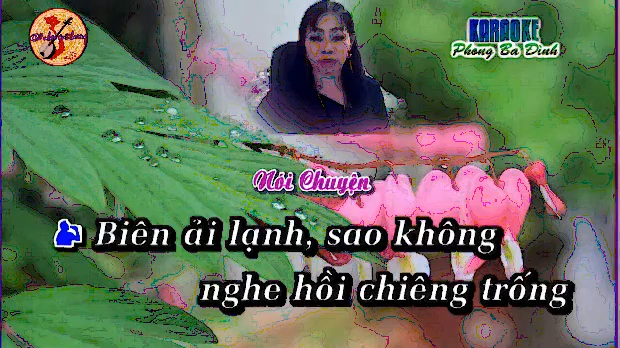 KARAOKE
Phong Ba Đình
Nói Chuyện
Biên ải lạnh, sao không
nghe hồi chiêng trống